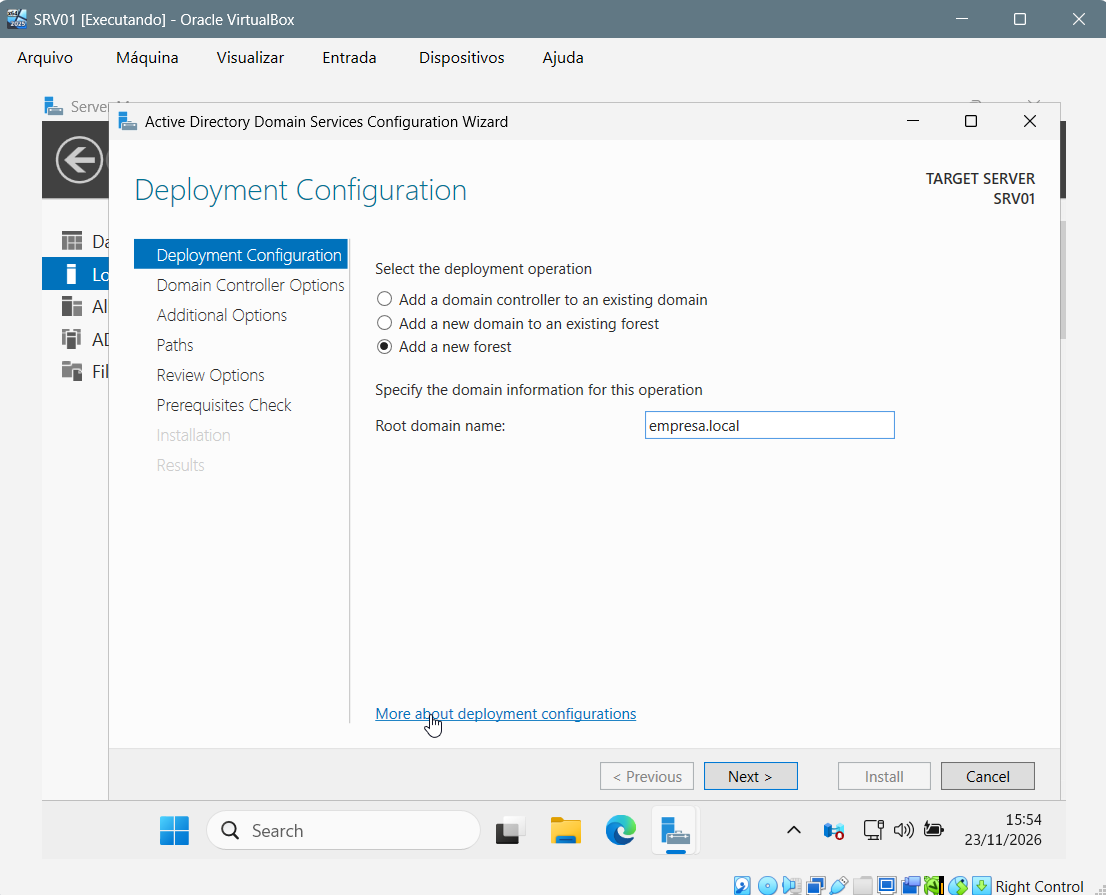 SRV01 [Executando] - Oracle VirtualBox
Arquivo Máquina Visualizar Entrada Dispositivos Ajuda
Active Directory Domain Services Configuration Wizard
Deployment Configuration
TARGET SERVER
SRV01
Deployment Configuration
Domain Controller Options
Additional Options
Paths
Review Options
Prerequisites Check
Installation
Results
Select the deployment operation
Add a domain controller to an existing domain
Add a new domain to an existing forest
Add a new forest
Specify the domain information for this operation
Root domain name: empresa.local
More about deployment configurations
< Previous Next > Install Cancel
Search
15:54
23/11/2026
Right Control